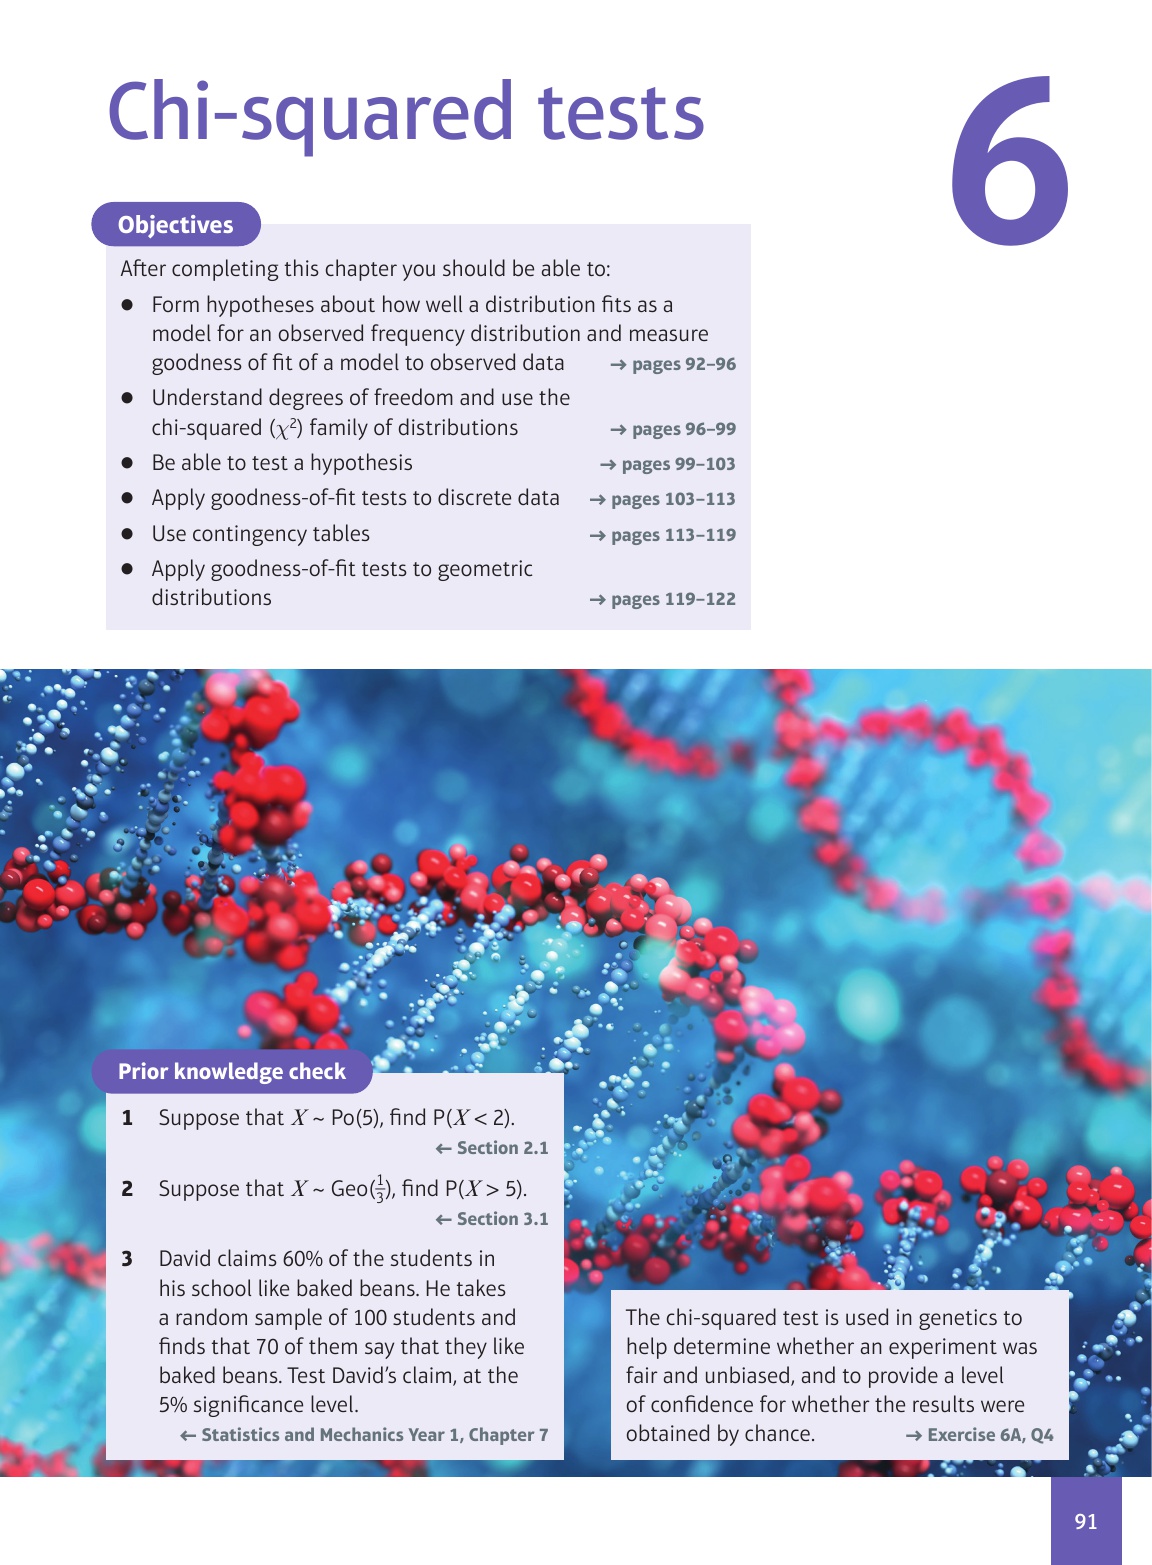 Chi-squared tests
6
Objectives
After completing this chapter you should be able to:
● Form hypotheses about how well a distribution fits as a
model for an observed frequency distribution and measure
goodness of fit of a model to observed data → pages 92–96
● Understand degrees of freedom and use the
chi-squared (χ²) family of distributions → pages 96–99
● Be able to test a hypothesis → pages 99–103
● Apply goodness-of-fit tests to discrete data → pages 103–113
● Use contingency tables → pages 113–119
● Apply goodness-of-fit tests to geometric
distributions → pages 119–122
Prior knowledge check
1 Suppose that X ~ Po(5), find P(X < 2).
← Section 2.1
2 Suppose that X ~ Geo(1/3), find P(X > 5).
← Section 3.1
3 David claims 60% of the students in
his school like baked beans. He takes
a random sample of 100 students and
finds that 70 of them say that they like
baked beans. Test David's claim, at the
5% significance level.
← Statistics and Mechanics Year 1, Chapter 7
The chi-squared test is used in genetics to
help determine whether an experiment was
fair and unbiased, and to provide a level
of confidence for whether the results were
obtained by chance. → Exercise 6A, Q4
91